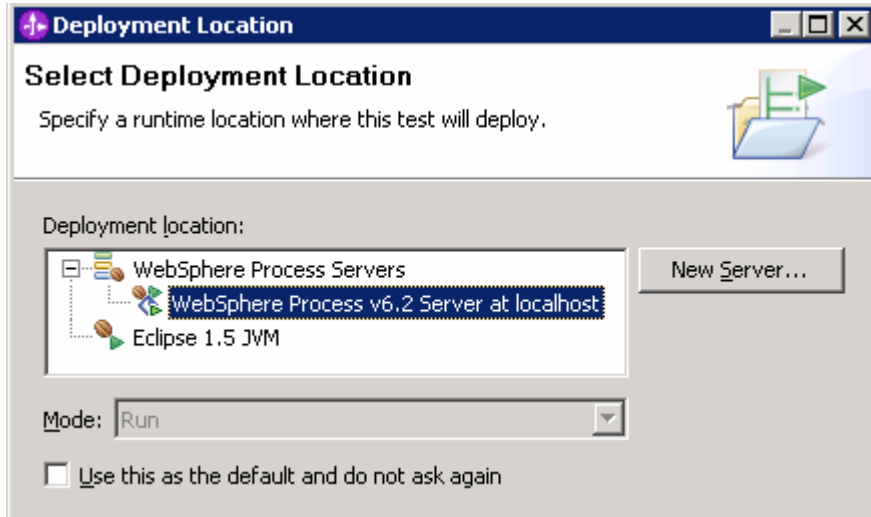 Deployment Location
Select Deployment Location
Specify a runtime location where this test will deploy.
Deployment location:
WebSphere Process Servers
New Server...
WebSphere Process v6.2 Server at localhost
Eclipse 1.5 JVM
Mode: Run
Use this as the default and do not ask again